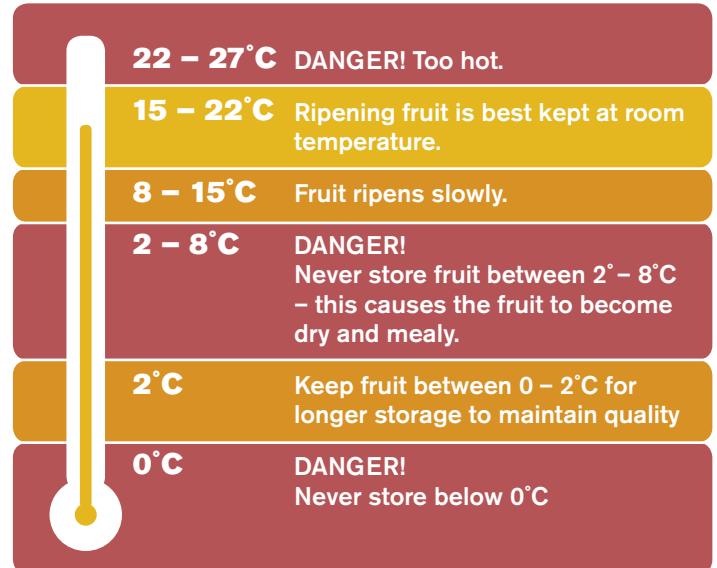 22 – 27˚C DANGER! Too hot.
15 – 22˚C Ripening fruit is best kept at room
temperature.
8 – 15˚C Fruit ripens slowly.
2 – 8˚C DANGER!
Never store fruit between 2˚– 8˚C
– this causes the fruit to become
dry and mealy.
2˚C Keep fruit between 0 – 2˚C for
longer storage to maintain quality
0˚C DANGER!
Never store below 0˚C